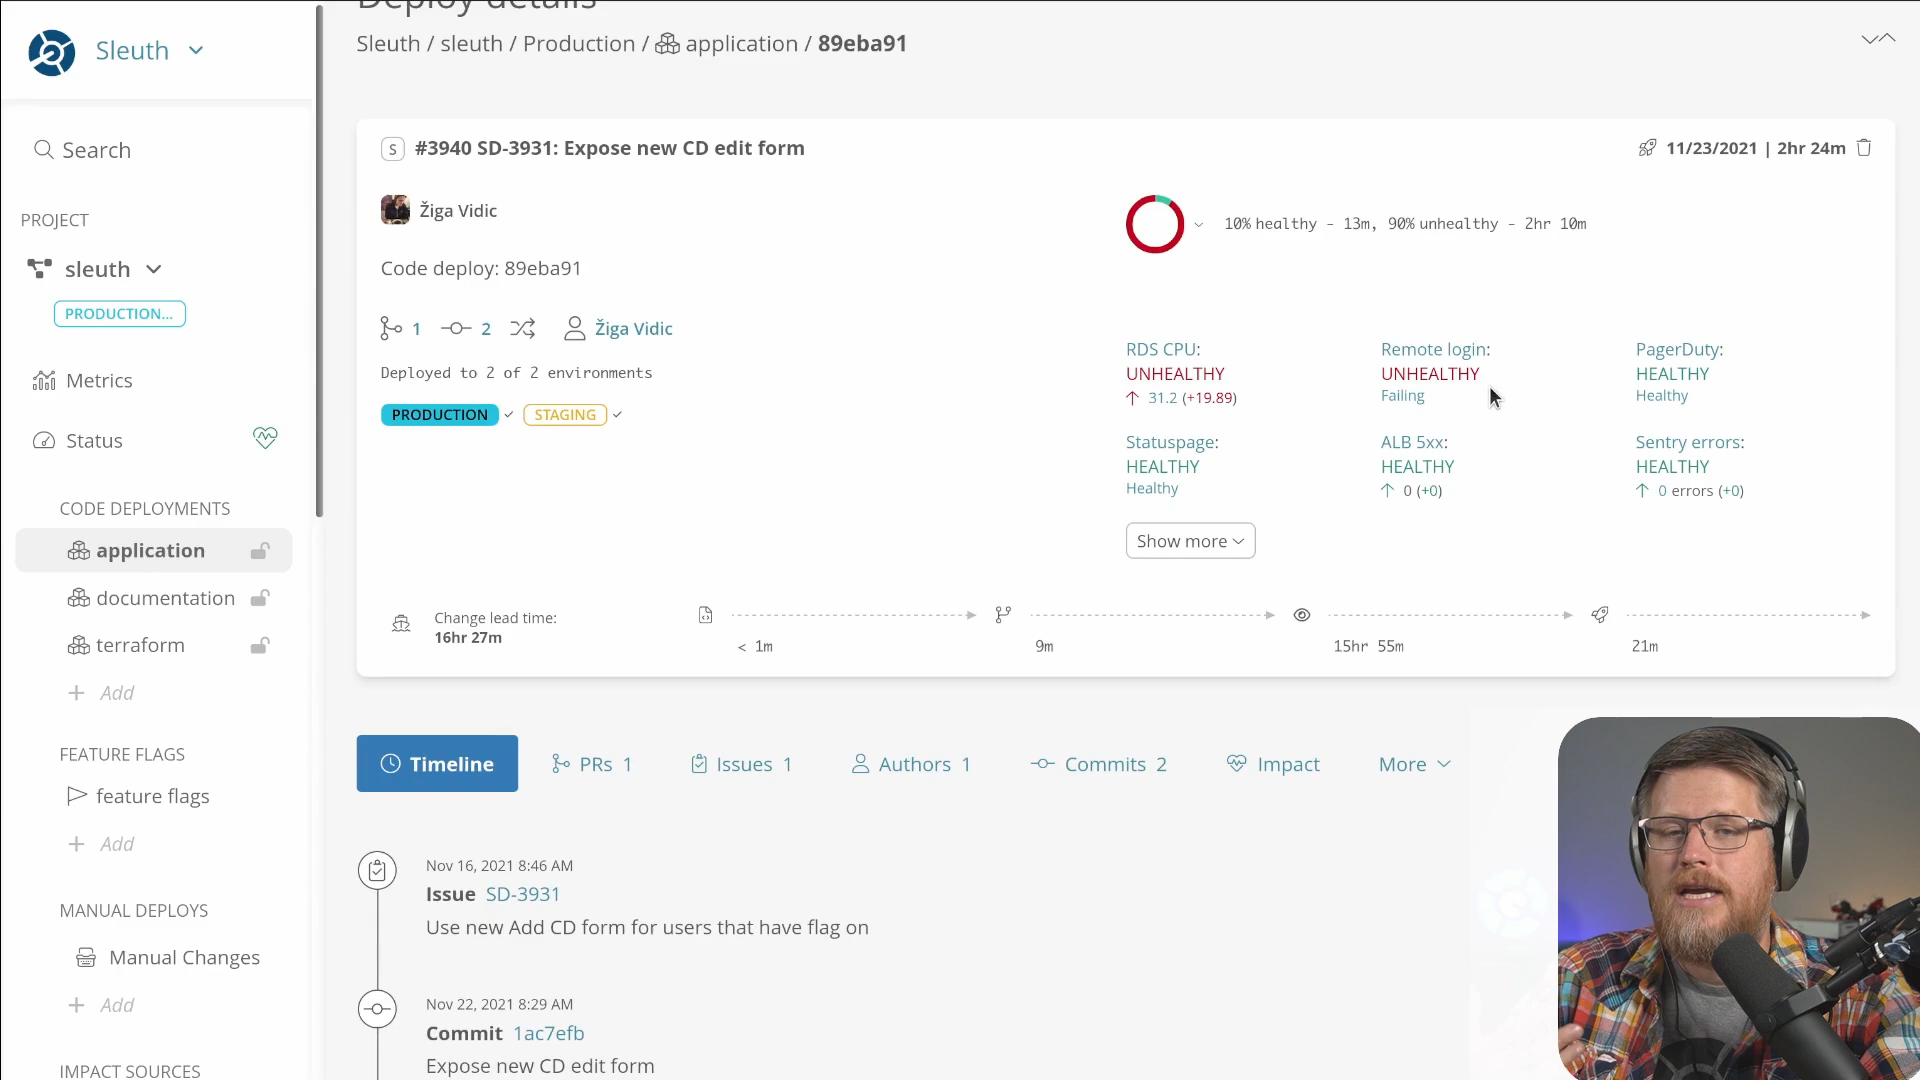 Deploy details
Sleuth
Sleuth / sleuth / Production / application / 89eba91
Search
PROJECT
sleuth
PRODUCTION...
Metrics
Status
CODE DEPLOYMENTS
application
documentation
terraform
+ Add
FEATURE FLAGS
feature flags
+ Add
MANUAL DEPLOYS
Manual Changes
+ Add
IMPACT SOURCES
S #3940 SD-3931: Expose new CD edit form
11/23/2021 | 2hr 24m
Žiga Vidic
10% healthy - 13m, 90% unhealthy - 2hr 10m
Code deploy: 89eba91
1 2 Žiga Vidic
Deployed to 2 of 2 environments
PRODUCTION STAGING
RDS CPU:
UNHEALTHY
31.2 (+19.89)
Remote login:
UNHEALTHY
Failing
PagerDuty:
HEALTHY
Healthy
Statuspage:
HEALTHY
Healthy
ALB 5xx:
HEALTHY
0 (+0)
Sentry errors:
HEALTHY
0 errors (+0)
Show more
Change lead time:
16hr 27m
< 1m
9m
15hr 55m
21m
Timeline
PRs 1
Issues 1
Authors 1
Commits 2
Impact
More
Nov 16, 2021 8:46 AM
Issue SD-3931
Use new Add CD form for users that have flag on
Nov 22, 2021 8:29 AM
Commit 1ac7efb
Expose new CD edit form